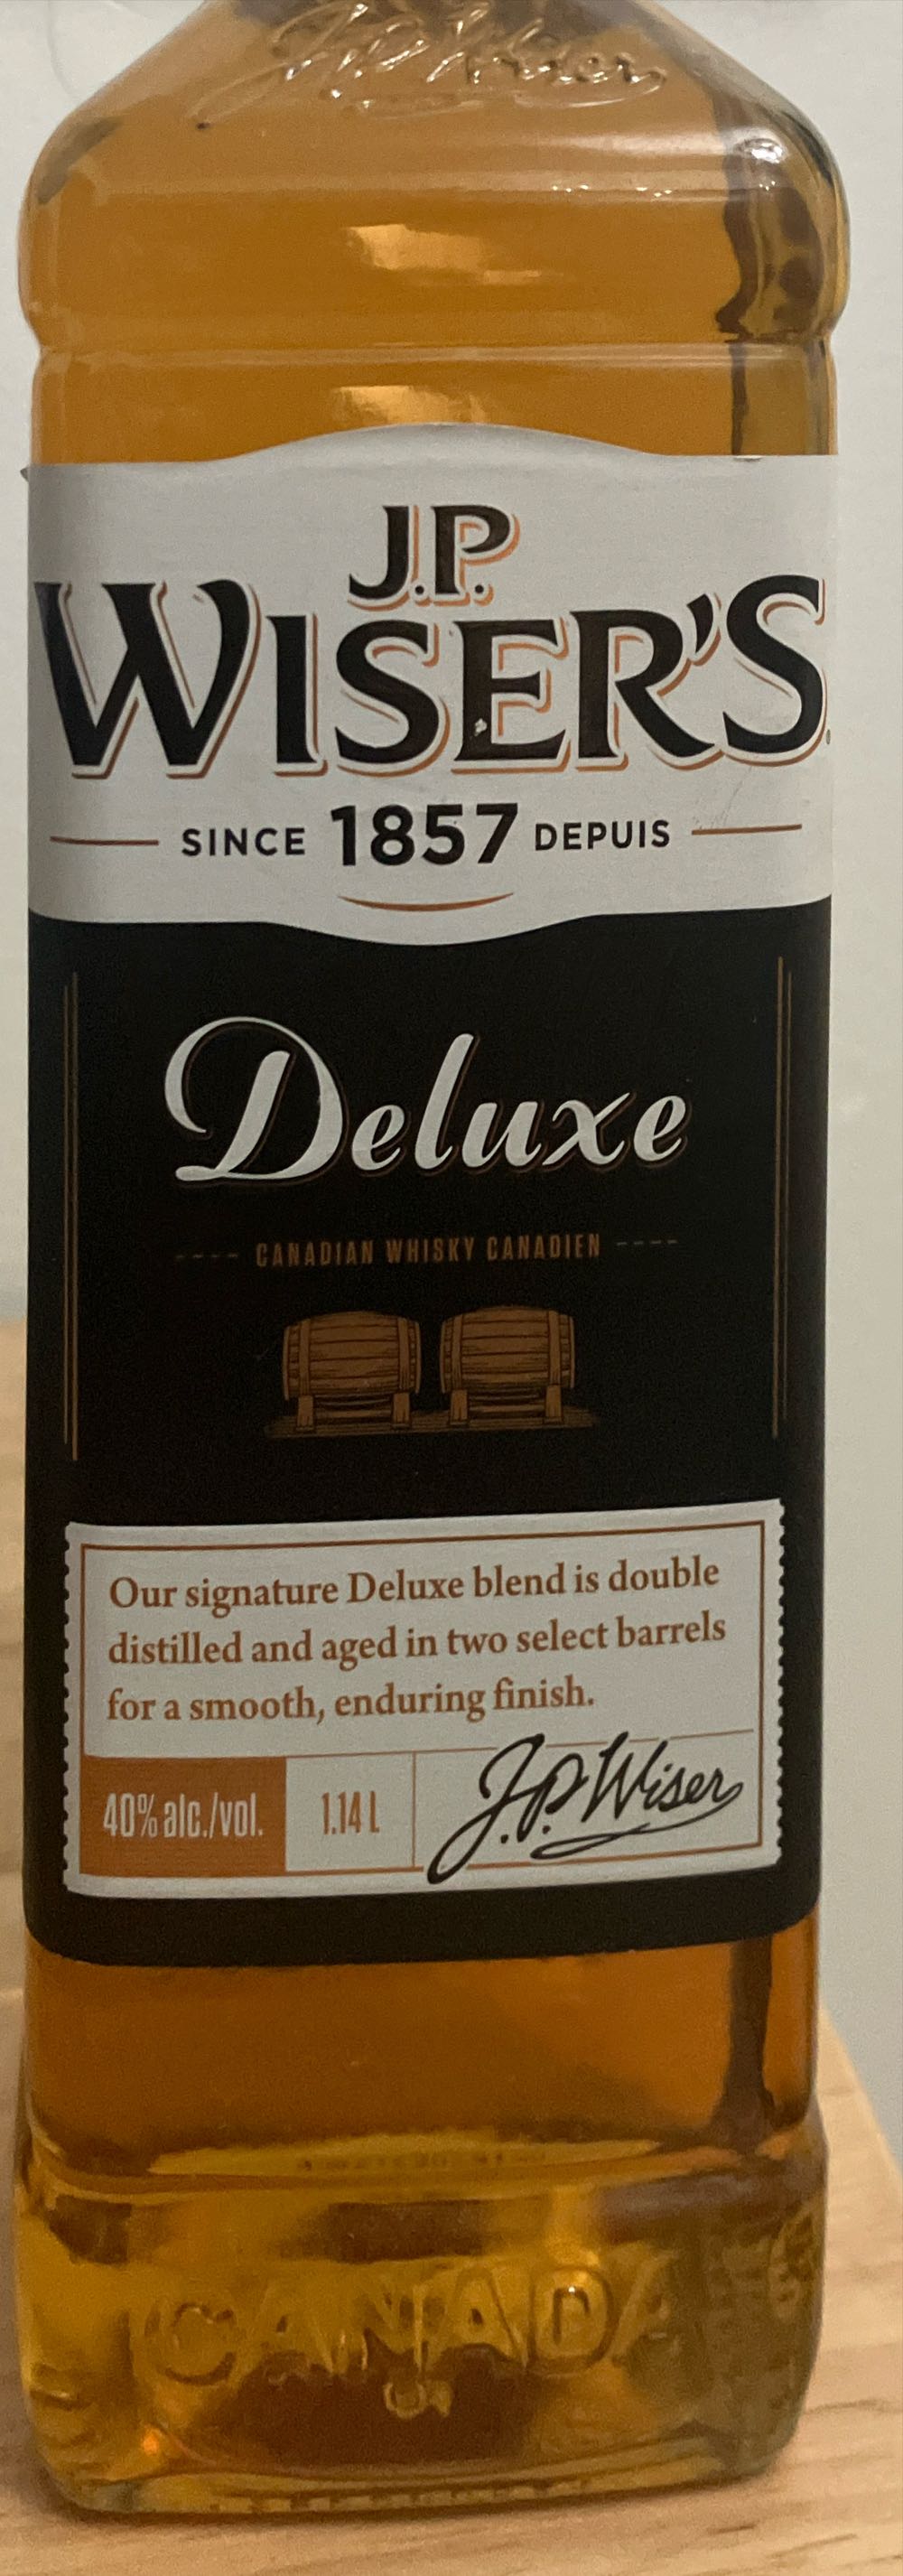 J.P. Wiser
J.P.
WISER'S
SINCE 1857 DEPUIS
Deluxe
CANADIAN WHISKY CANADIEN
Our signature Deluxe blend is double
distilled and aged in two select barrels
for a smooth, enduring finish.
40% alc./vol. 1.14 L J.P. Wiser
CANADA